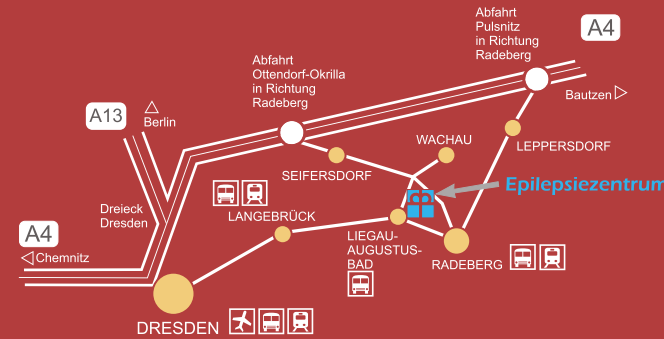 Abfahrt
Pulsnitz
in Richtung
Radeberg
A4
Abfahrt
Ottendorf-Okrilla
in Richtung
Radeberg
Bautzen
A13
Berlin
WACHAU
LEPPERSDORF
SEIFERSDORF
Epilepsiezentrum
Dreieck
Dresden
LANGEBRÜCK
A4
LIEGAU-
AUGUSTUS-
BAD
RADEBERG
Chemnitz
DRESDEN